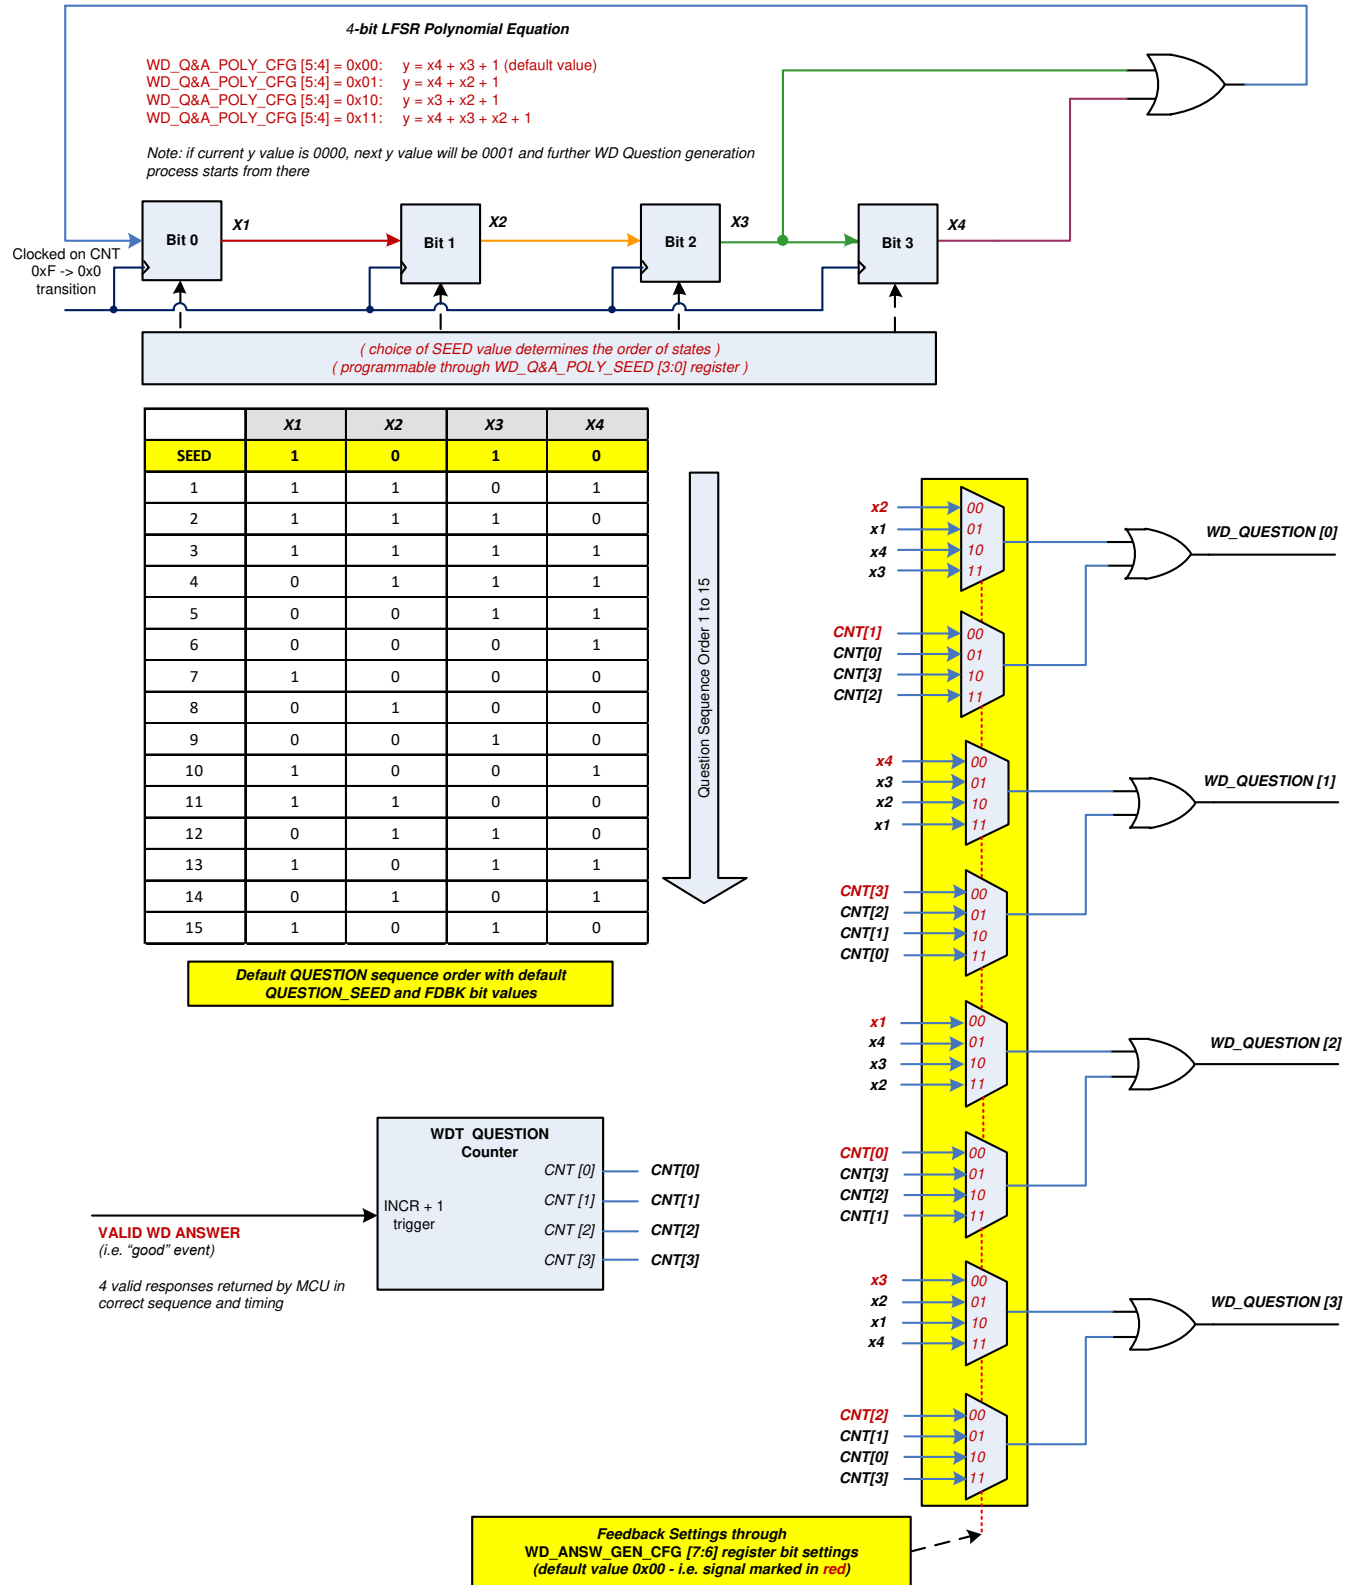 4-bit LFSR Polynomial Equation
WD_Q&A_POLY_CFG [5:4] = 0x00: y = x4 + x3 + 1 (default value)
WD_Q&A_POLY_CFG [5:4] = 0x01: y = x4 + x2 + 1
WD_Q&A_POLY_CFG [5:4] = 0x10: y = x3 + x2 + 1
WD_Q&A_POLY_CFG [5:4] = 0x11: y = x4 + x3 + x2 + 1
Note: if current y value is 0000, next y value will be 0001 and further WD Question generation
process starts from there
Bit 0 X1 Bit 1 X2 Bit 2 X3 Bit 3 X4
Clocked on CNT
0xF -> 0x0
transition
( choice of SEED value determines the order of states )
( programmable through WD_Q&A_POLY_SEED [3:0] register )
X1 X2 X3 X4
SEED 1 0 1 0
1 1 1 0 1
2 1 1 1 0
3 1 1 1 1
4 0 1 1 1
5 0 0 1 1
6 0 0 0 1
7 1 0 0 0
8 0 1 0 0
9 0 0 1 0
10 1 0 0 1
11 1 1 0 0
12 0 1 1 0
13 1 0 1 1
14 0 1 0 1
15 1 0 1 0
Question Sequence Order 1 to 15
Default QUESTION sequence order with default
QUESTION_SEED and FDBK bit values
WDT QUESTION
Counter
CNT [0] CNT[0]
CNT [1] CNT[1]
CNT [2] CNT[2]
CNT [3] CNT[3]
INCR + 1
trigger
VALID WD ANSWER
(i.e. “good” event)
4 valid responses returned by MCU in
correct sequence and timing
x2 00
x1 01
x4 10
x3 11
WD_QUESTION [0]
CNT[1] 00
CNT[0] 01
CNT[3] 10
CNT[2] 11
x4 00
x3 01
x2 10
x1 11
WD_QUESTION [1]
CNT[3] 00
CNT[2] 01
CNT[1] 10
CNT[0] 11
x1 00
x4 01
x3 10
x2 11
WD_QUESTION [2]
CNT[0] 00
CNT[3] 01
CNT[2] 10
CNT[1] 11
x3 00
x2 01
x1 10
x4 11
WD_QUESTION [3]
CNT[2] 00
CNT[1] 01
CNT[0] 10
CNT[3] 11
Feedback Settings through
WD_ANSW_GEN_CFG [7:6] register bit settings
(default value 0x00 - i.e. signal marked in red)